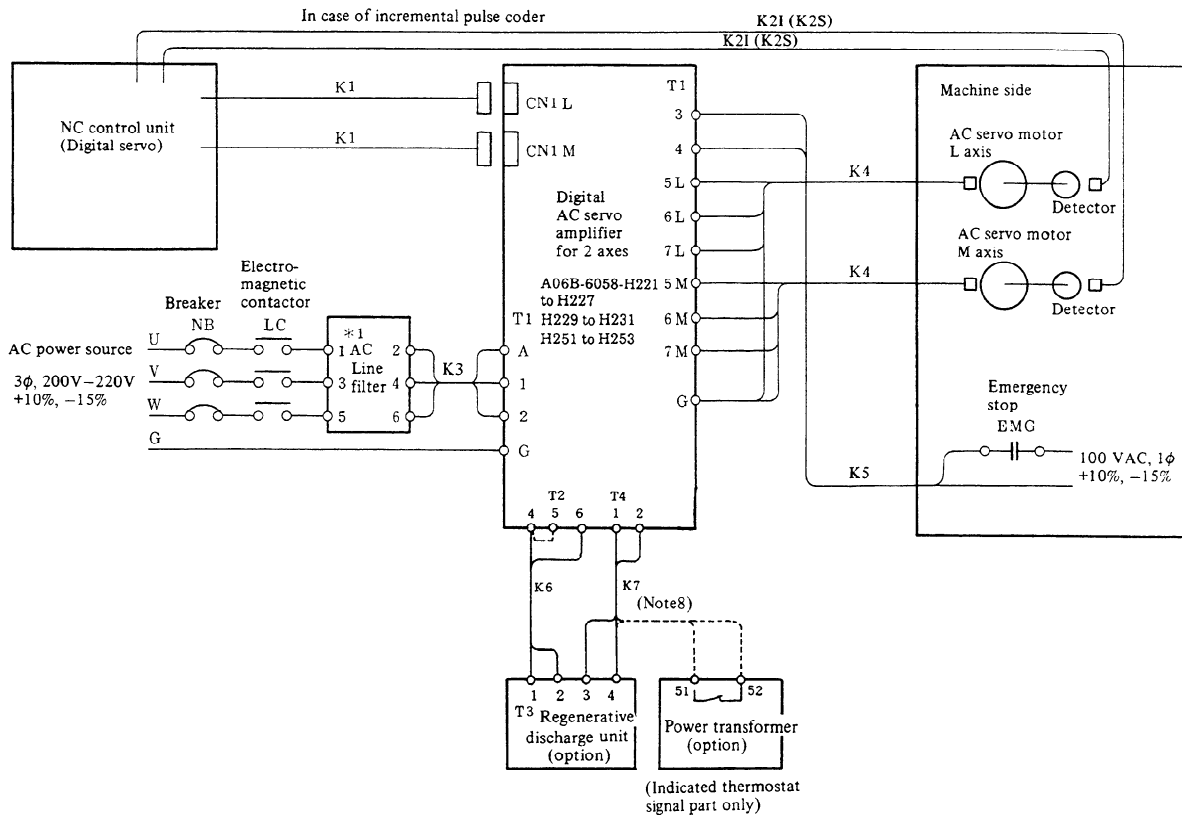 In case of incremental pulse coder
K2I (K2S)
K2I (K2S)
NC control unit
(Digital servo)
K1
K1
CN1 L
CN1 M
T1
3
4
5 L
6 L
7 L
5 M
6 M
7 M
G
Digital
AC servo
amplifier
for 2 axes
A06B-6058-H221
to H227
H229 to H231
H251 to H253
T1
A
1
2
G
K4
K4
Machine side
AC servo motor
L axis
Detector
AC servo motor
M axis
Detector
Electro-
magnetic
contactor
LC
Breaker
NB
AC power source
3ϕ, 200V−220V
+10%, −15%
U
V
W
G
*1
AC
Line
filter
1
2
3
4
5
6
K3
Emergency
stop
EMG
100 VAC, 1ϕ
+10%, −15%
K5
T2
4
5
6
T4
1
2
K6
K7
(Note8)
1
2
3
4
T3
Regenerative
discharge unit
(option)
51
52
Power transformer
(option)
(Indicated thermostat
signal part only)